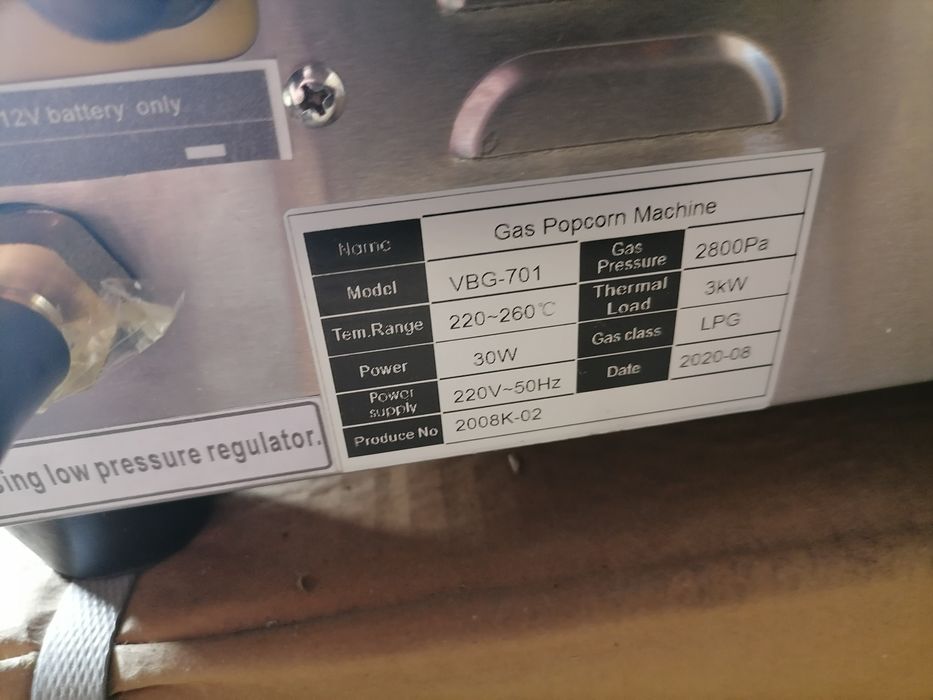 12V battery only
Name Gas Popcorn Machine
Model VBG-701 Gas Pressure 2800Pa
Tem.Range 220~260℃ Thermal Load 3kW
Power 30W Gas class LPG
Power supply 220V~50Hz Date 2020-08
Produce No 2008K-02
low pressure regulator.